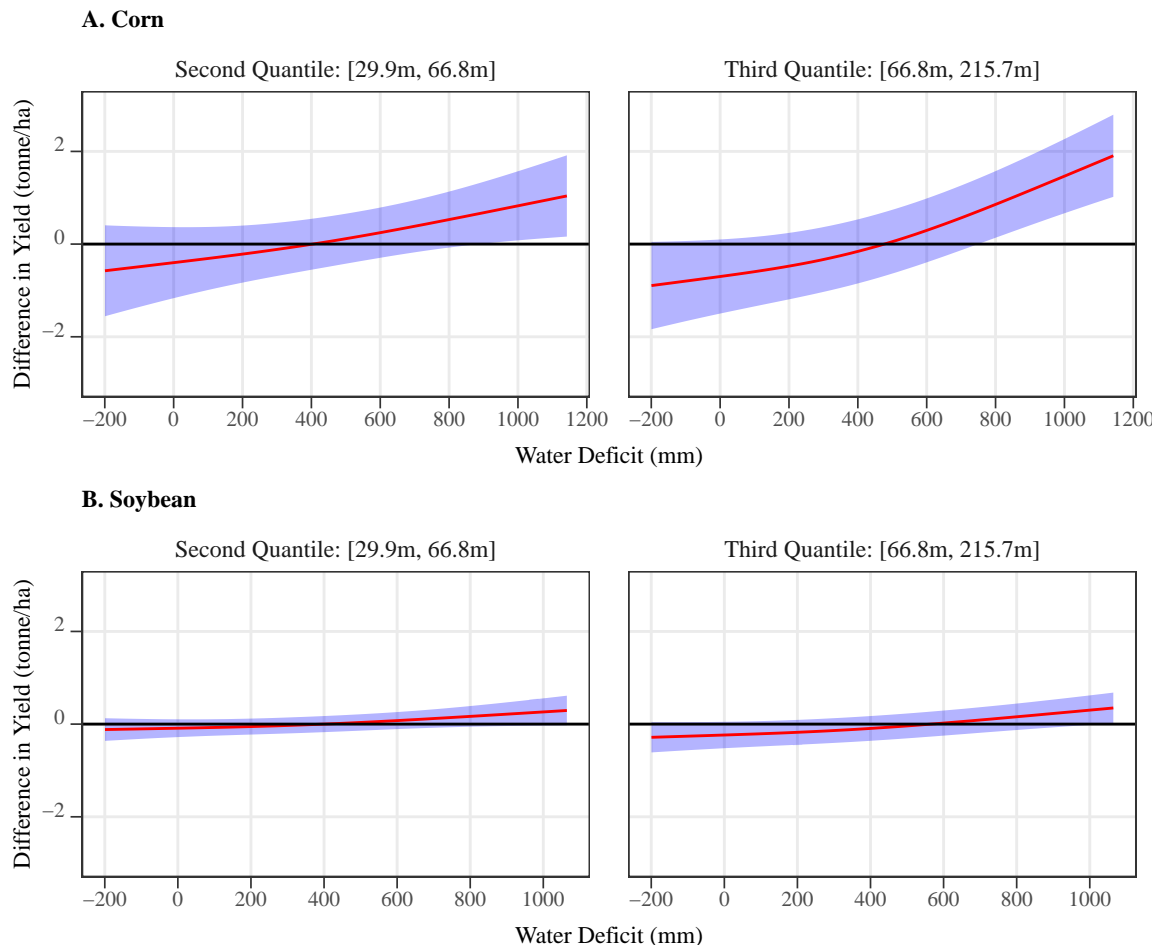 A. Corn
Second Quantile: [29.9m, 66.8m]
Third Quantile: [66.8m, 215.7m]
Difference in Yield (tonne/ha)
2
0
−2
−200 0 200 400 600 800 1000 1200
−200 0 200 400 600 800 1000 1200
Water Deficit (mm)
B. Soybean
Second Quantile: [29.9m, 66.8m]
Third Quantile: [66.8m, 215.7m]
Difference in Yield (tonne/ha)
2
0
−2
−200 0 200 400 600 800 1000
−200 0 200 400 600 800 1000
Water Deficit (mm)